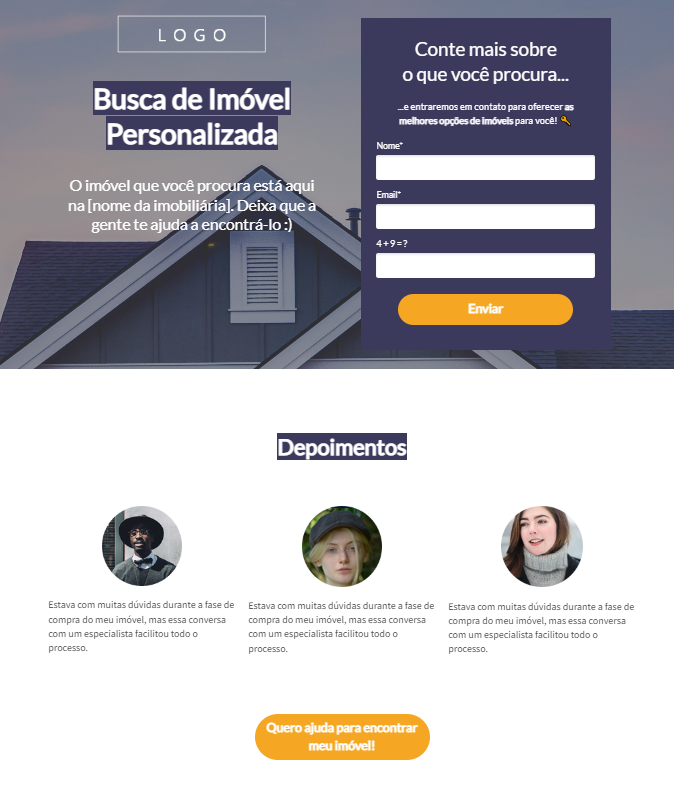 LOGO
Busca de Imóvel
Personalizada
O imóvel que você procura está aqui
na [nome da imobiliária]. Deixa que a
gente te ajuda a encontrá-lo :)
Conte mais sobre
o que você procura...
...e entraremos em contato para oferecer as
melhores opções de imóveis para você! 🔑
Nome*
Email*
4 + 9 = ?
Enviar
Depoimentos
Estava com muitas dúvidas durante a fase de
compra do meu imóvel, mas essa conversa
com um especialista facilitou todo o
processo.
Estava com muitas dúvidas durante a fase de
compra do meu imóvel, mas essa conversa
com um especialista facilitou todo o
processo.
Estava com muitas dúvidas durante a fase de
compra do meu imóvel, mas essa conversa
com um especialista facilitou todo o
processo.
Quero ajuda para encontrar
meu imóvel!